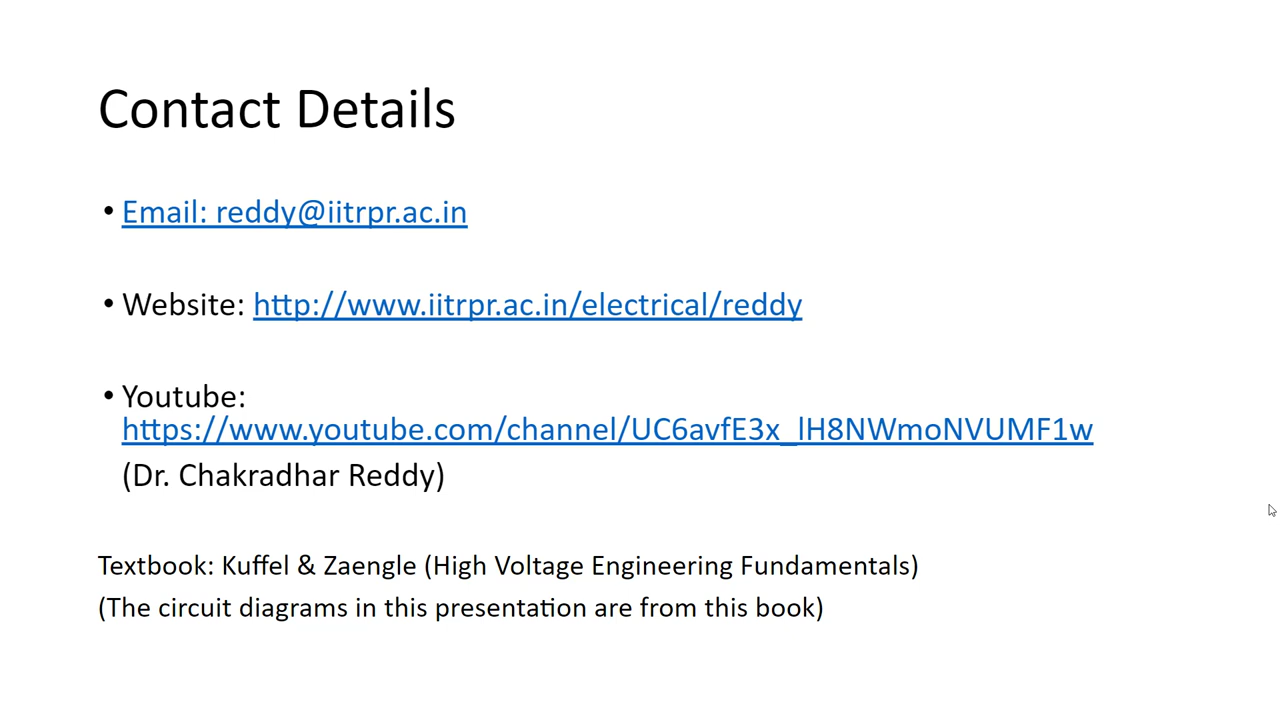 Contact Details
• Email: reddy@iitrpr.ac.in
• Website: http://www.iitrpr.ac.in/electrical/reddy
• Youtube:
https://www.youtube.com/channel/UC6avfE3x_lH8NWmoNVUMF1w
(Dr. Chakradhar Reddy)
Textbook: Kuffel & Zaengle (High Voltage Engineering Fundamentals)
(The circuit diagrams in this presentation are from this book)